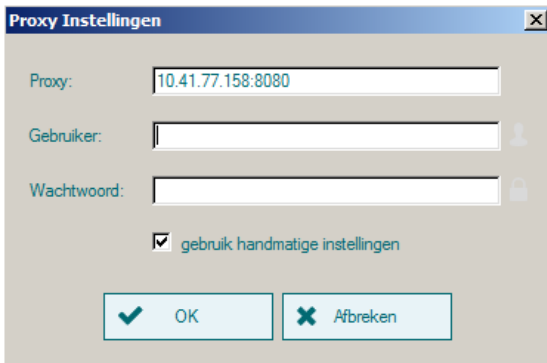 Proxy Instellingen
Proxy: 10.41.77.158:8080
Gebruiker:
Wachtwoord:
gebruik handmatige instellingen
OK Afbreken